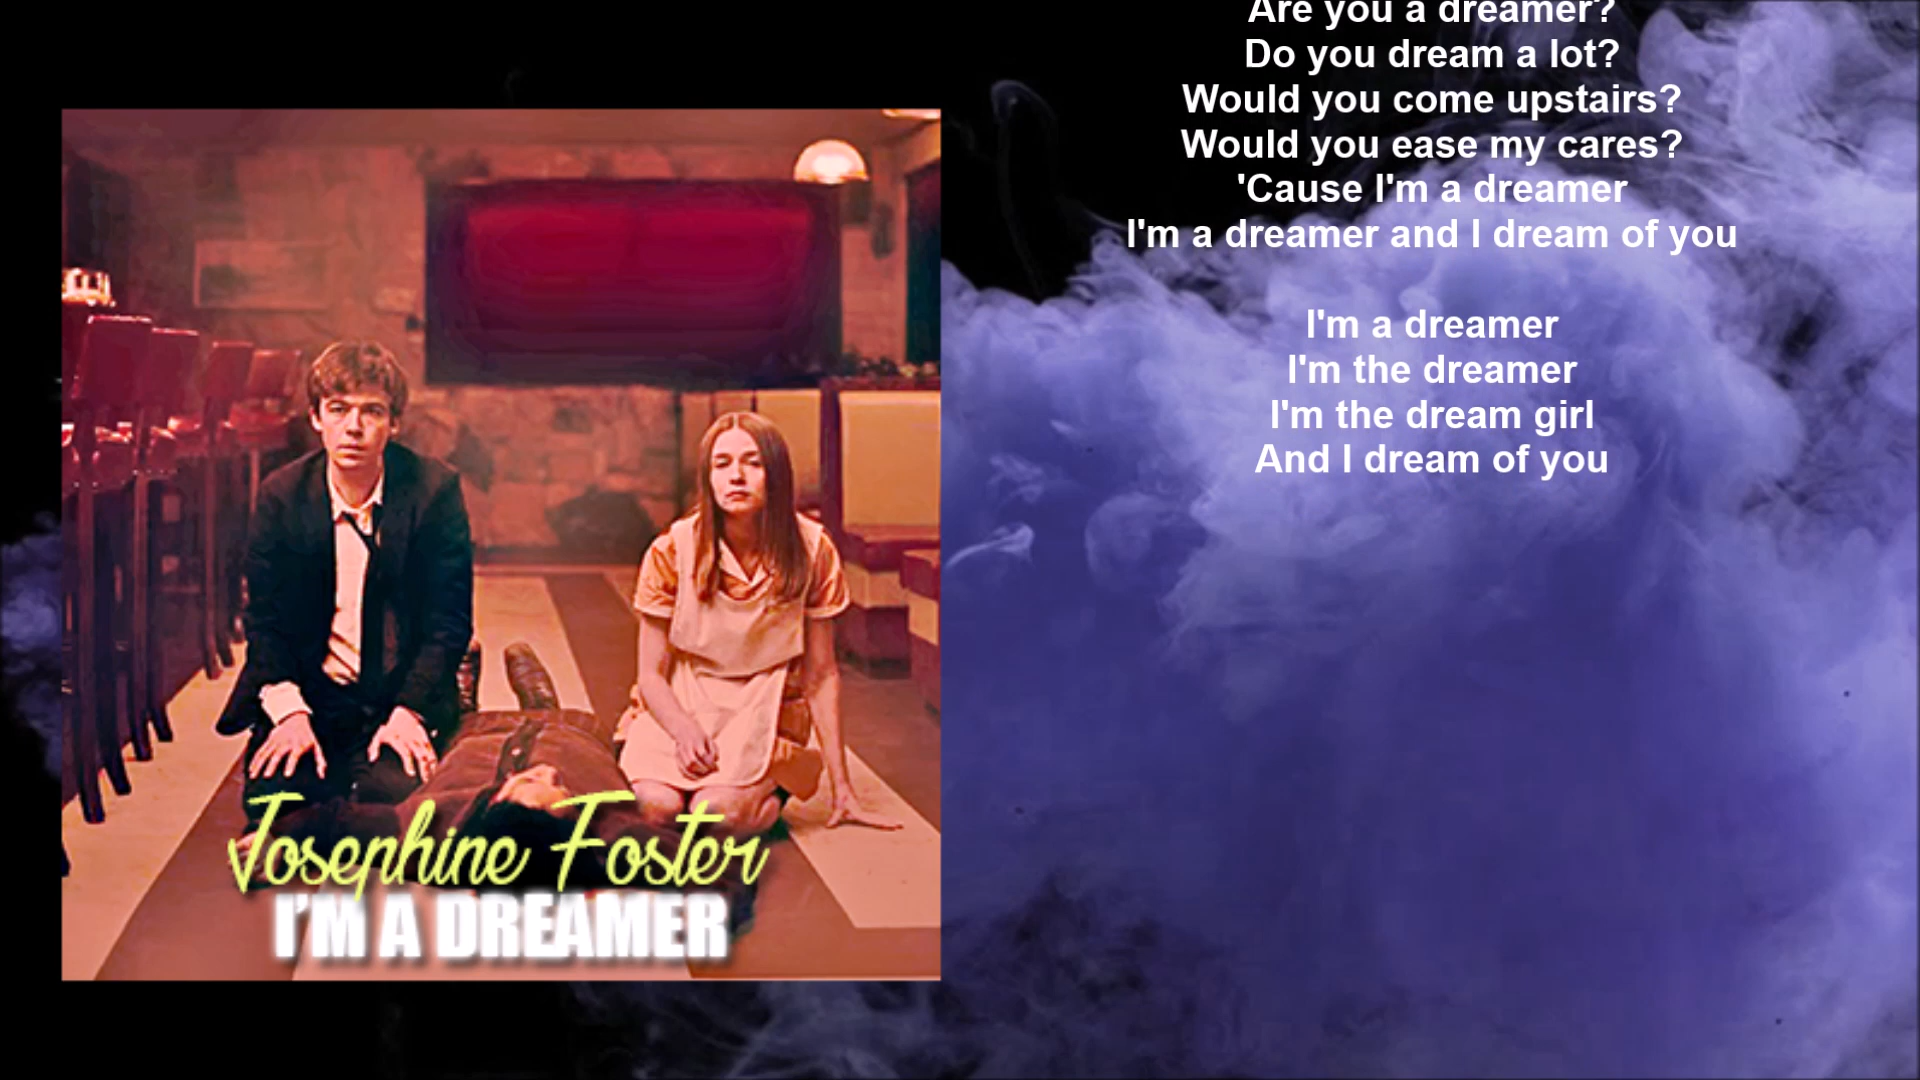 Are you a dreamer?
Do you dream a lot?
Would you come upstairs?
Would you ease my cares?
'Cause I'm a dreamer
I'm a dreamer and I dream of you
I'm a dreamer
I'm the dreamer
I'm the dream girl
And I dream of you
Josephine Foster
I'M A DREAMER